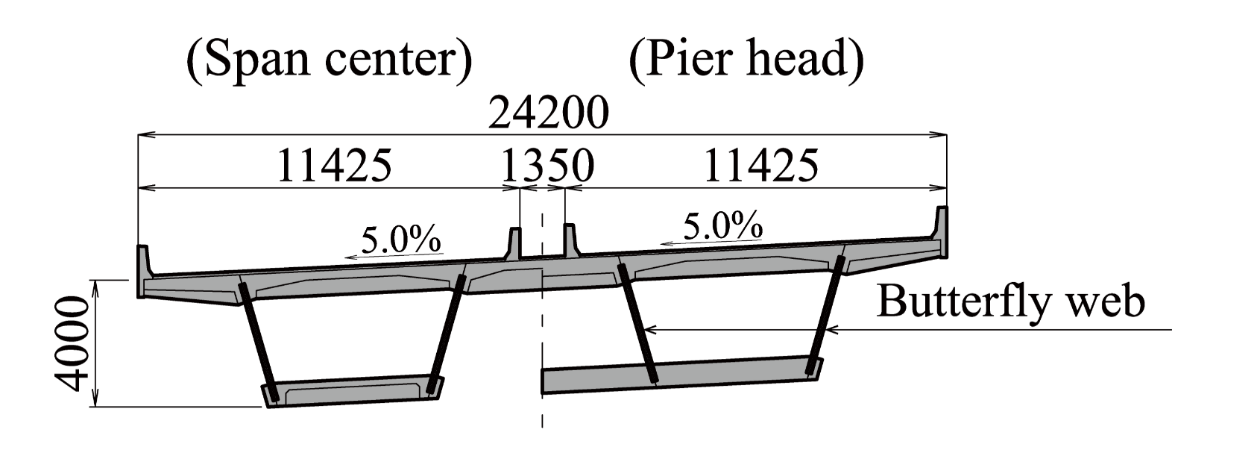 (Span center) (Pier head)
24200
11425 1350 11425
5.0% 5.0%
4000
Butterfly web